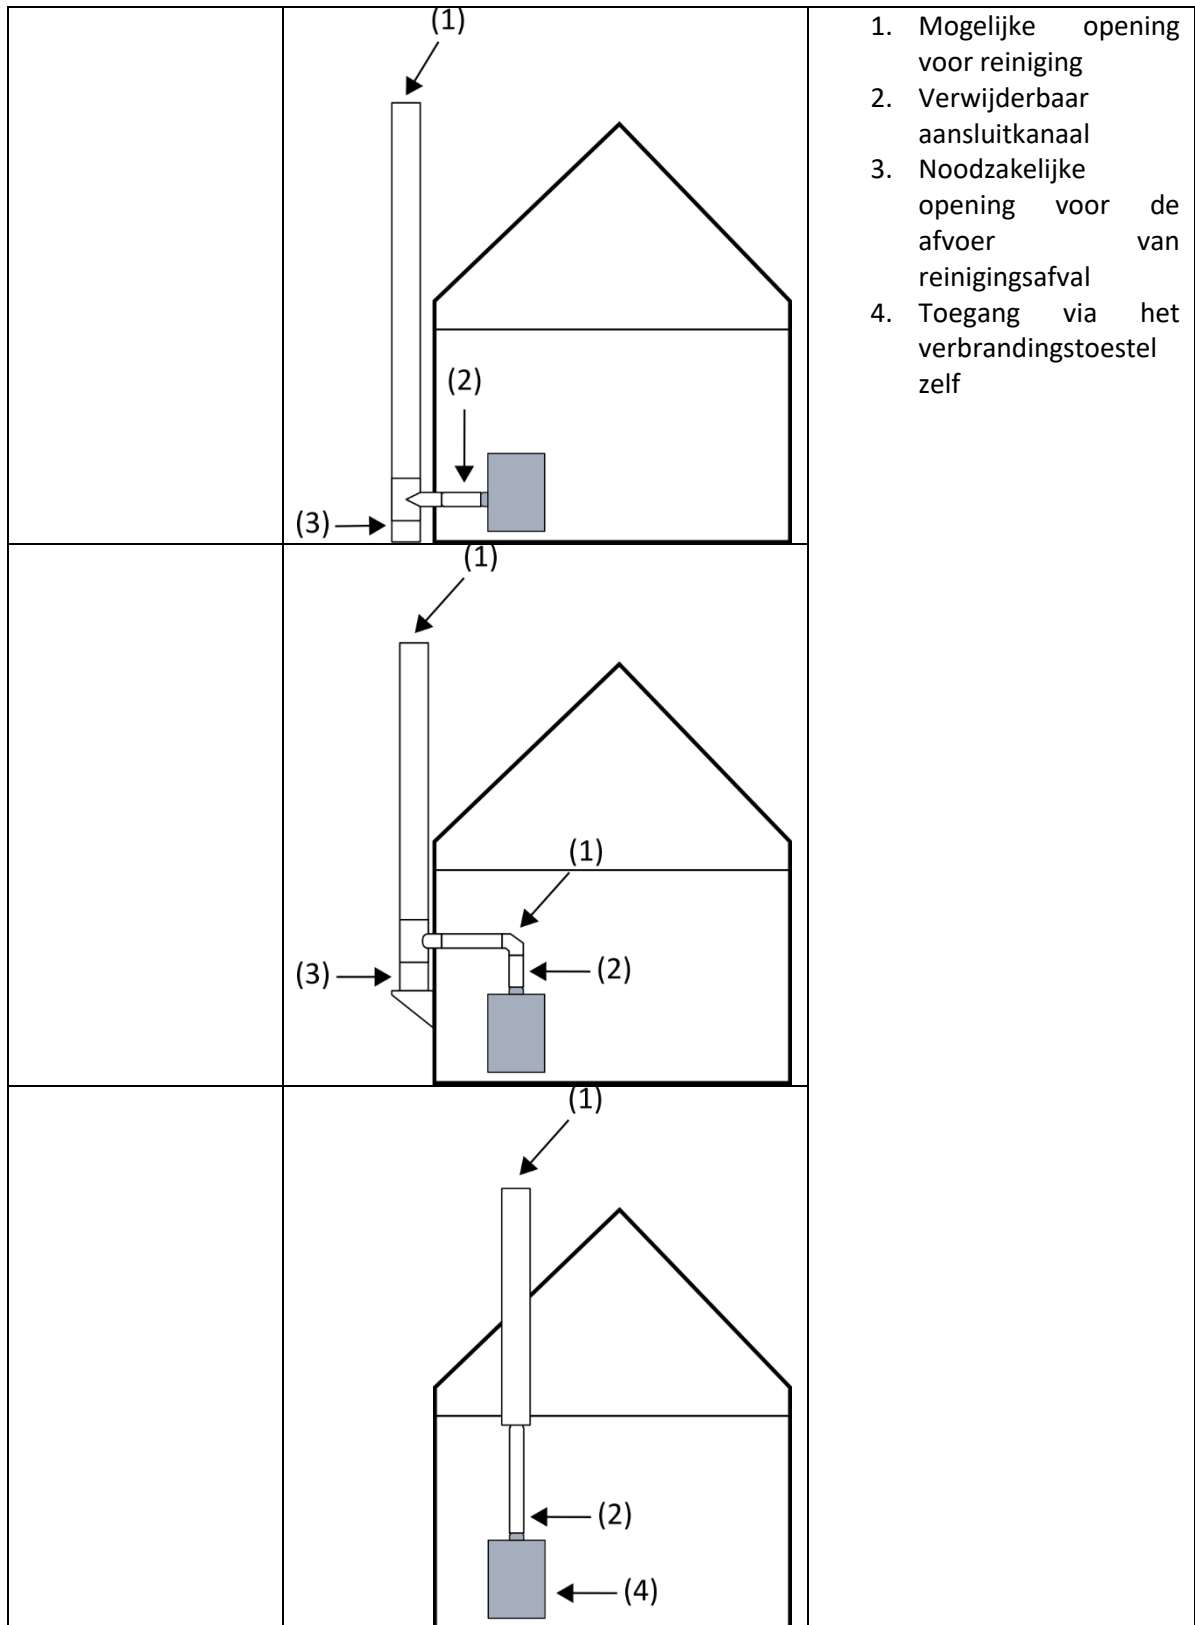 (1)
(2)
(3)
(1)
(1)
(2)
(3)
(1)
(2)
(4)
1. Mogelijke opening
voor reiniging
2. Verwijderbaar
aansluitkanaal
3. Noodzakelijke
opening voor de
afvoer van
reinigingsafval
4. Toegang via het
verbrandingstoestel
zelf